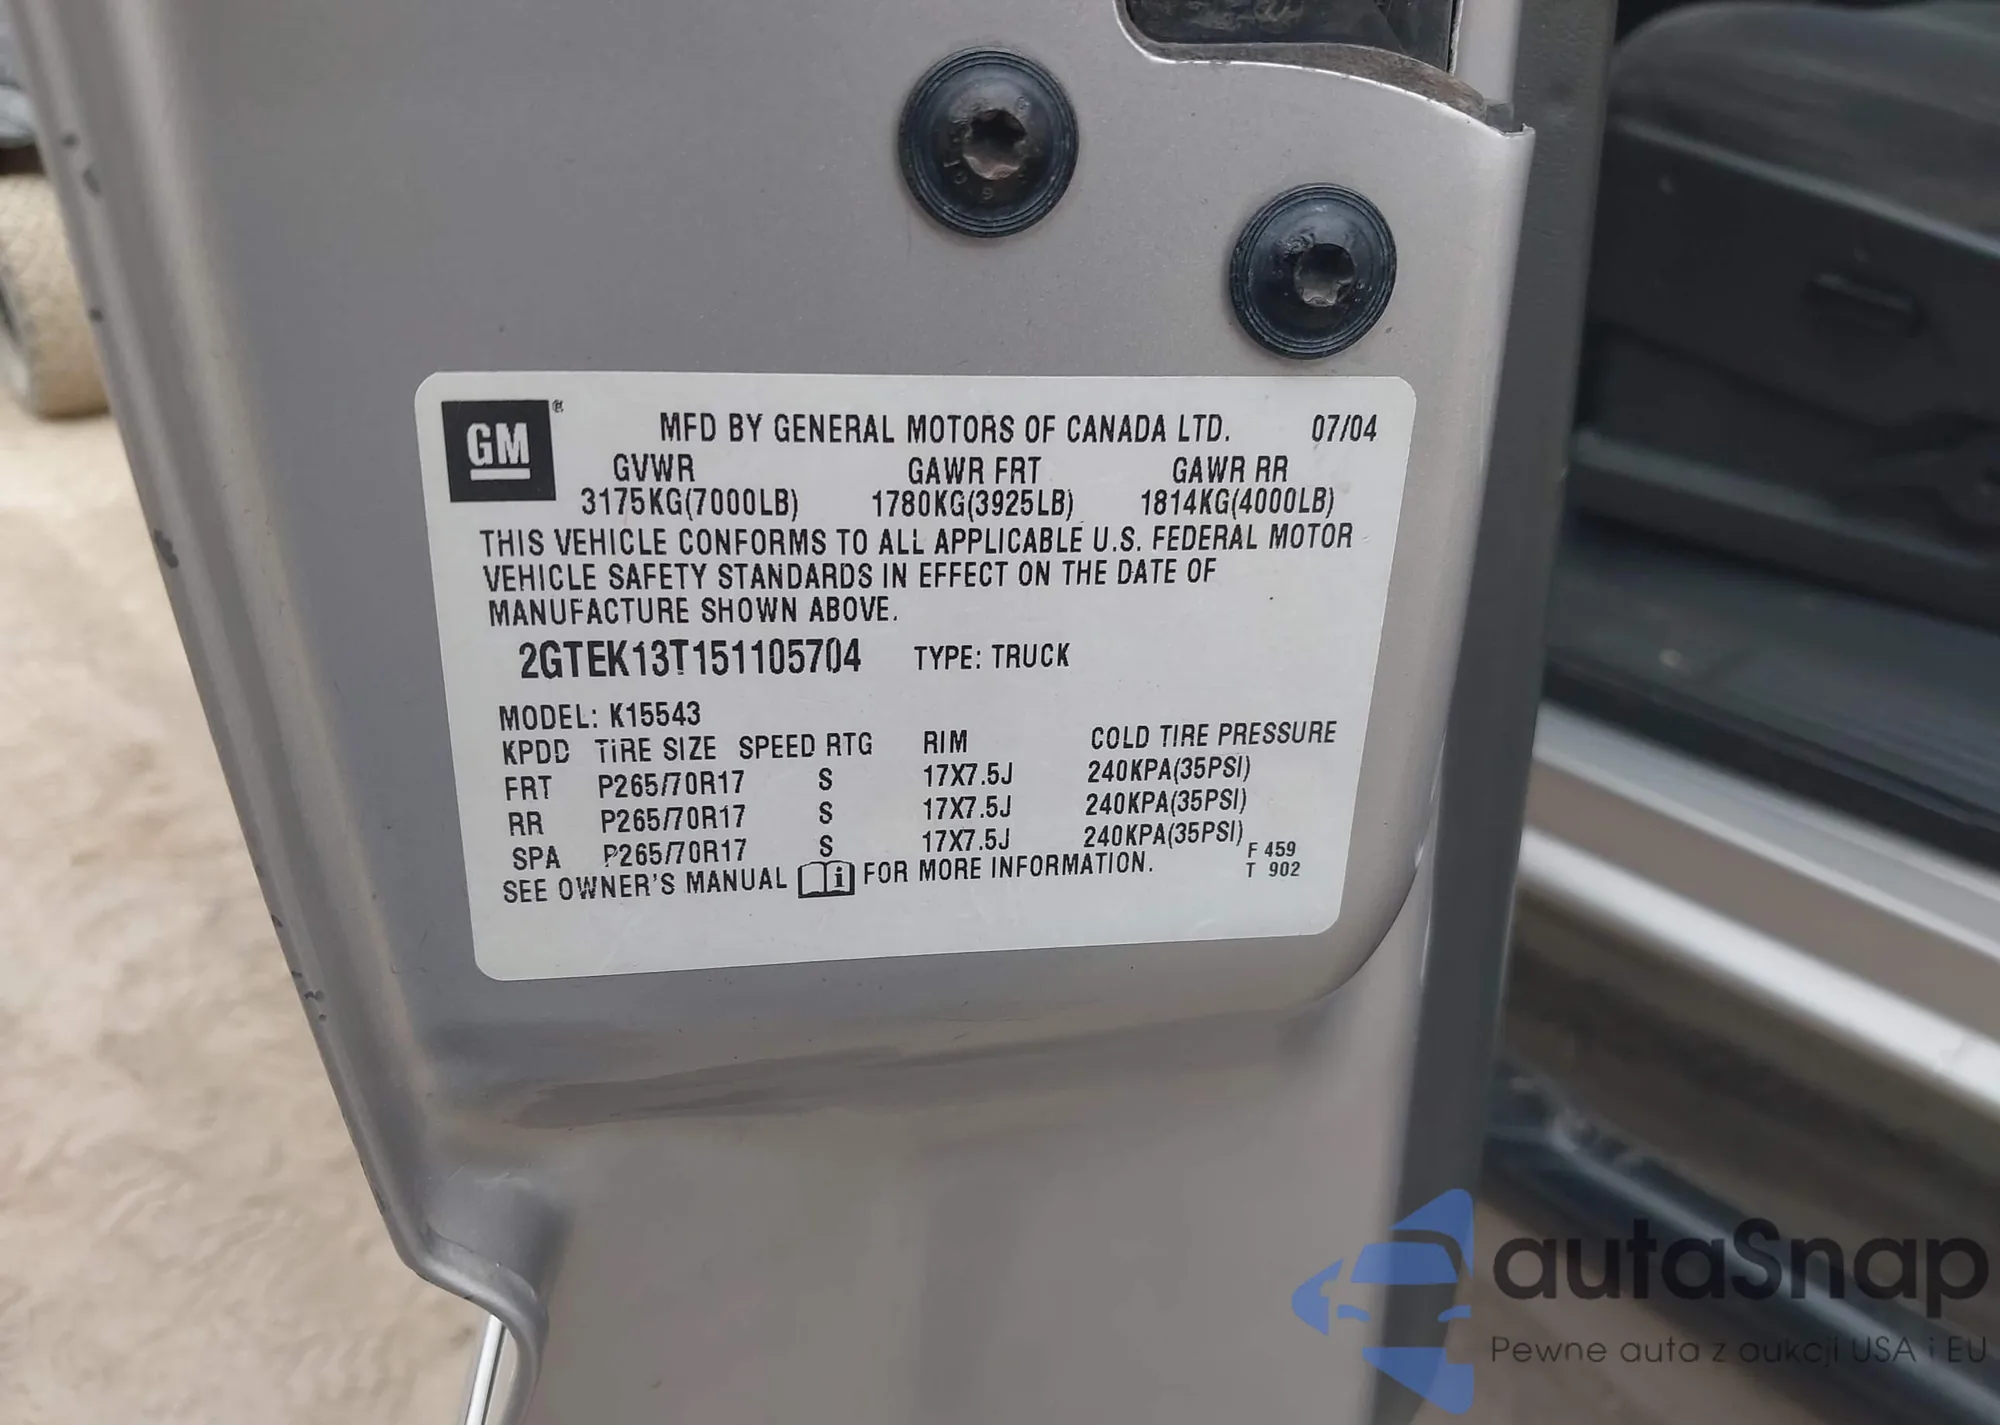 GM ®
MFD BY GENERAL MOTORS OF CANADA LTD. 07/04
GVWR GAWR FRT GAWR RR
3175KG(7000LB) 1780KG(3925LB) 1814KG(4000LB)
THIS VEHICLE CONFORMS TO ALL APPLICABLE U.S. FEDERAL MOTOR
VEHICLE SAFETY STANDARDS IN EFFECT ON THE DATE OF
MANUFACTURE SHOWN ABOVE.
2GTEK13T151105704 TYPE: TRUCK
MODEL: K15543
KPDD TIRE SIZE SPEED RTG RIM COLD TIRE PRESSURE
FRT P265/70R17 S 17X7.5J 240KPA(35PSI)
RR P265/70R17 S 17X7.5J 240KPA(35PSI)
SPA P265/70R17 S 17X7.5J 240KPA(35PSI)
F 459
T 902
SEE OWNER'S MANUAL i FOR MORE INFORMATION.
autaSnap
Pewne auta z aukcji USA i EU